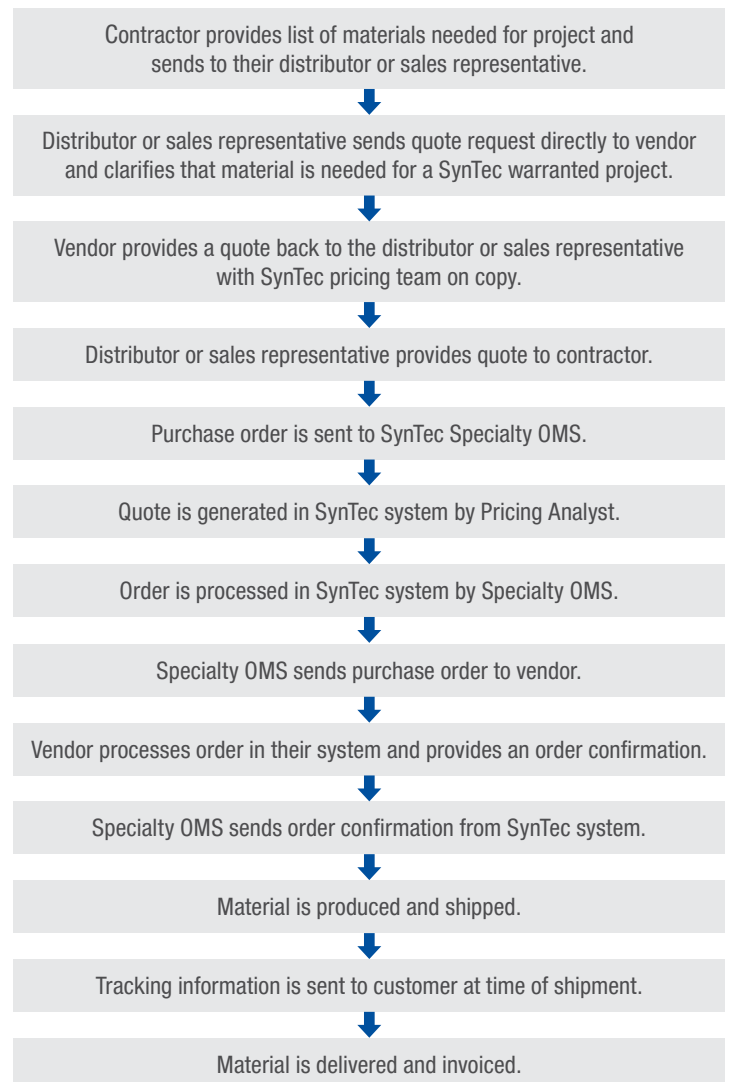 Contractor provides list of materials needed for project and
sends to their distributor or sales representative.
Distributor or sales representative sends quote request directly to vendor
and clarifies that material is needed for a SynTec warranted project.
Vendor provides a quote back to the distributor or sales representative
with SynTec pricing team on copy.
Distributor or sales representative provides quote to contractor.
Purchase order is sent to SynTec Specialty OMS.
Quote is generated in SynTec system by Pricing Analyst.
Order is processed in SynTec system by Specialty OMS.
Specialty OMS sends purchase order to vendor.
Vendor processes order in their system and provides an order confirmation.
Specialty OMS sends order confirmation from SynTec system.
Material is produced and shipped.
Tracking information is sent to customer at time of shipment.
Material is delivered and invoiced.